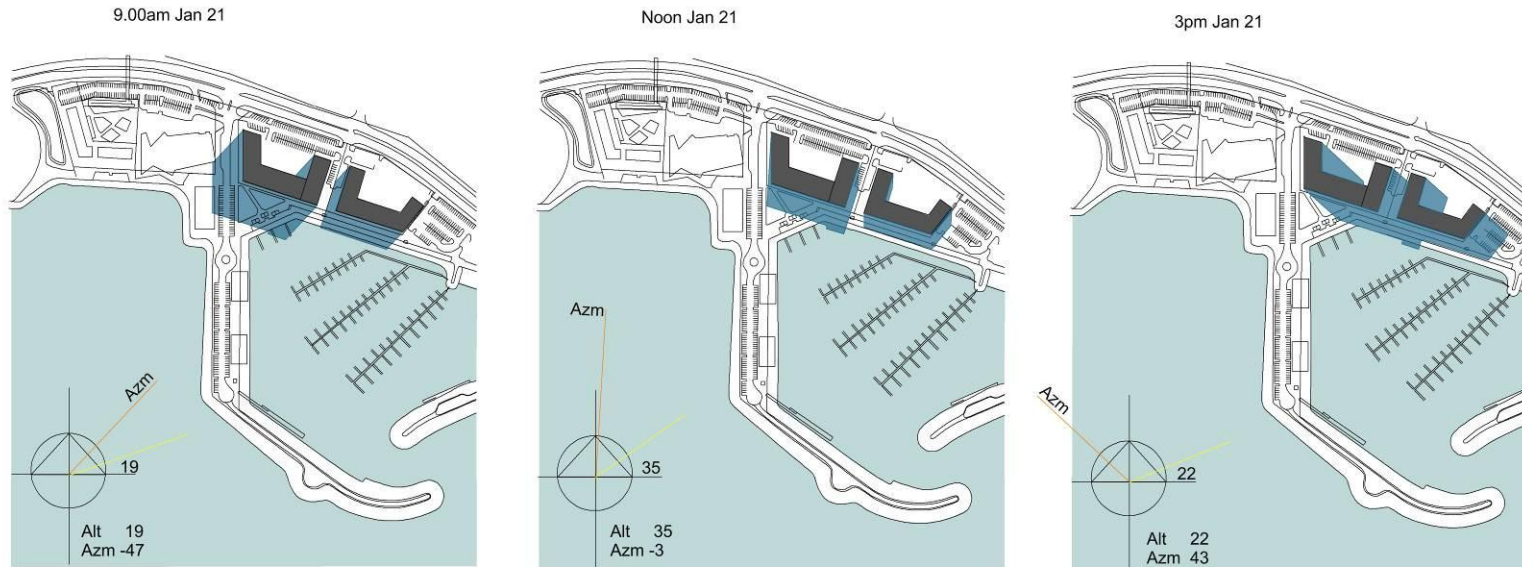 9.00am Jan 21
Azm
19
Alt 19
Azm -47
Noon Jan 21
Azm
35
Alt 35
Azm -3
3pm Jan 21
Azm
22
Alt 22
Azm 43